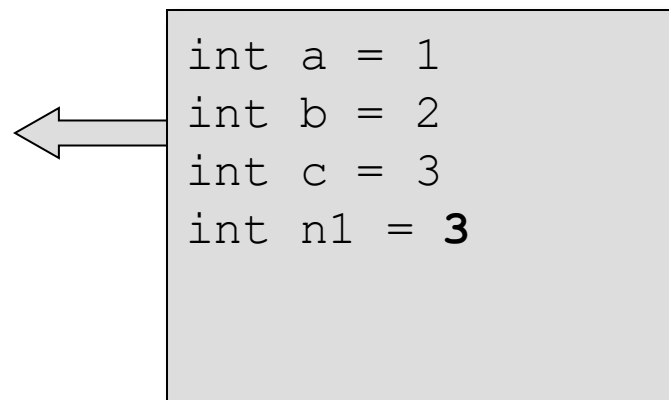 int a = 1
int b = 2
int c = 3
int n1 = 3